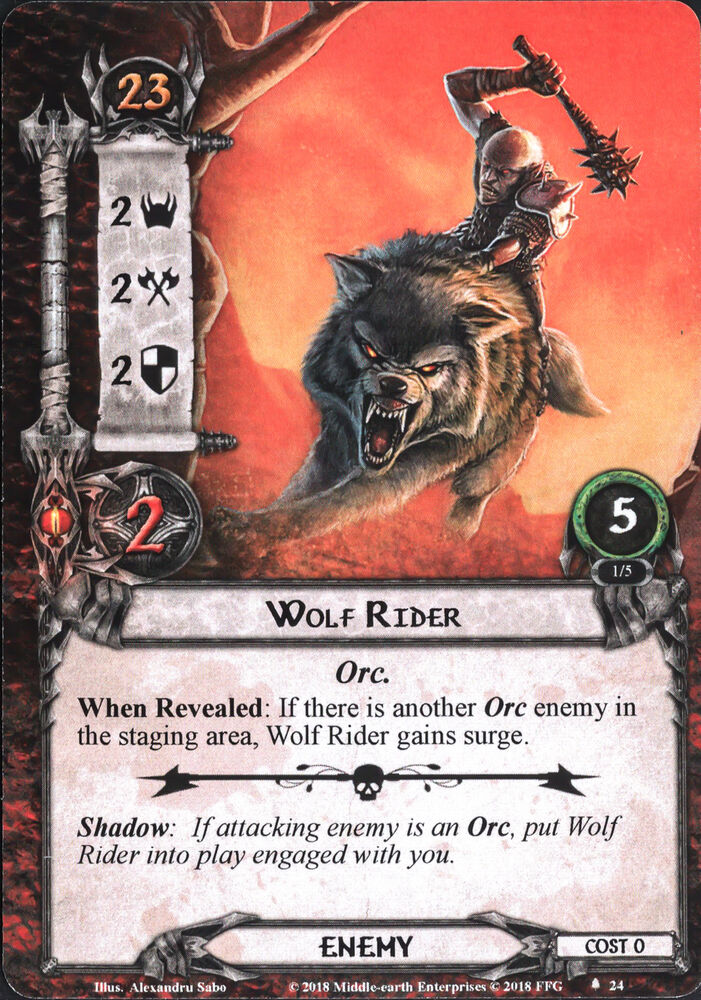 23
2
2
2
2
5
1/5
WOLF RIDER
Orc.
When Revealed: If there is another Orc enemy in
the staging area, Wolf Rider gains surge.
Shadow: If attacking enemy is an Orc, put Wolf
Rider into play engaged with you.
ENEMY
COST 0
Illus. Alexandru Sabo © 2018 Middle-earth Enterprises © 2018 FFG 24